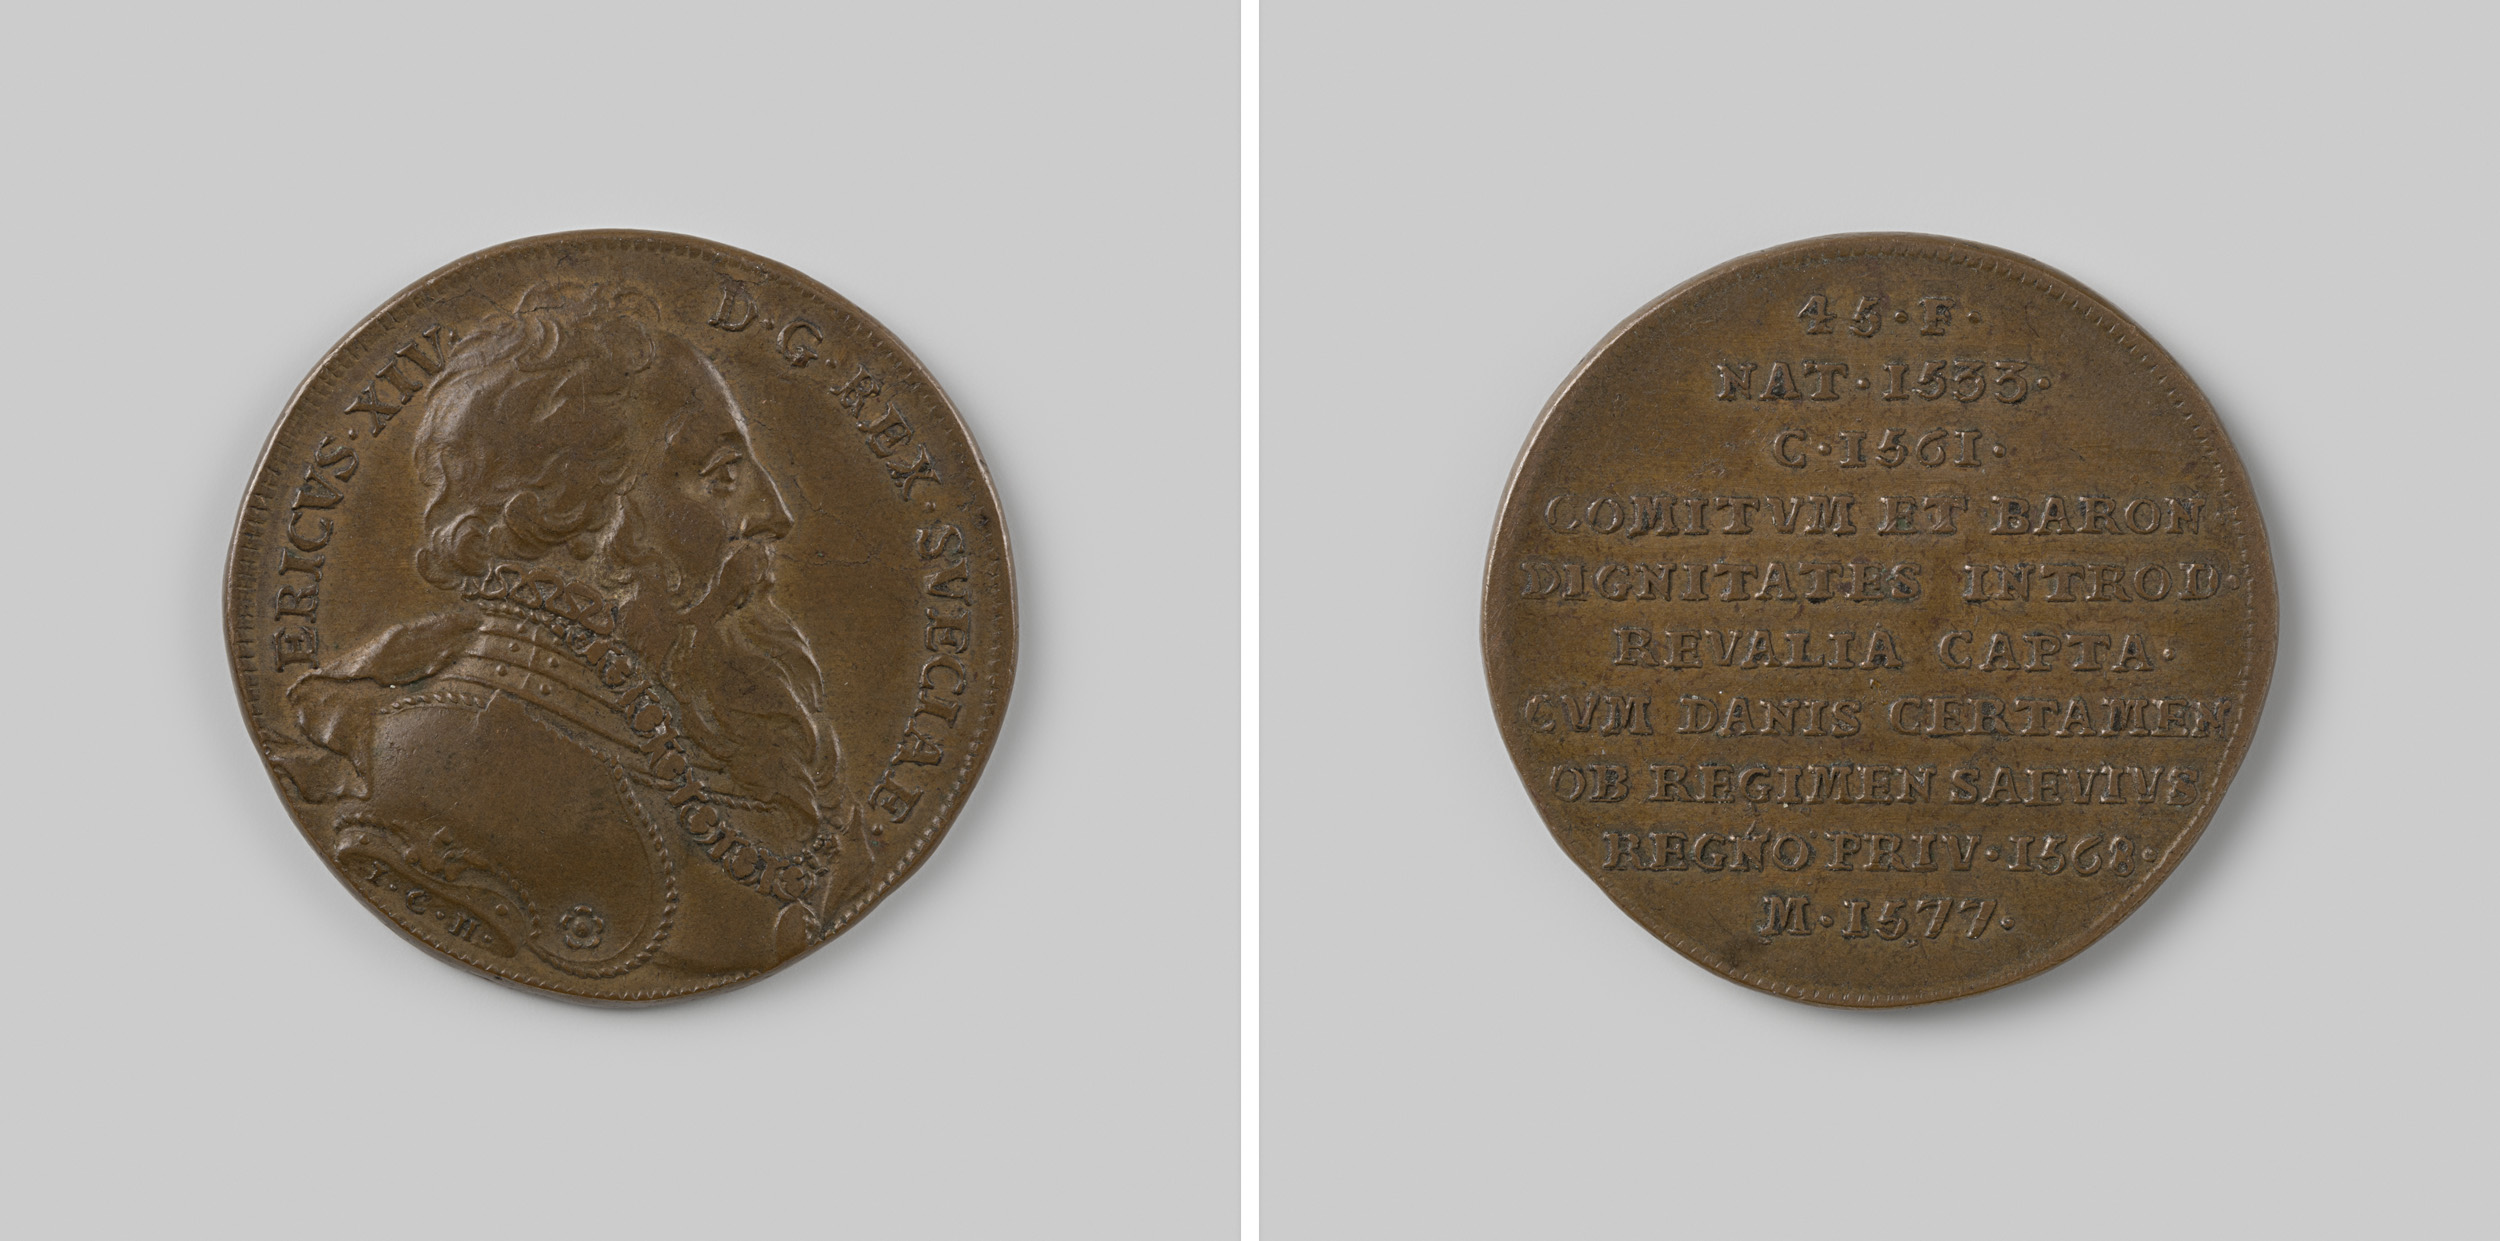 ERICVS · XIV · D · G · REX · SVECIAE ·
I · C · H ·
45 · F ·
NAT · 1533 ·
C · 1561 ·
COMITVM ET BARON
DIGNITATES INTROD ·
REVALIA CAPTA ·
CVM DANIS CERTAMEN
OB REGIMEN SAEVIVS
REGNO PRIV · 1568 ·
M · 1577 ·